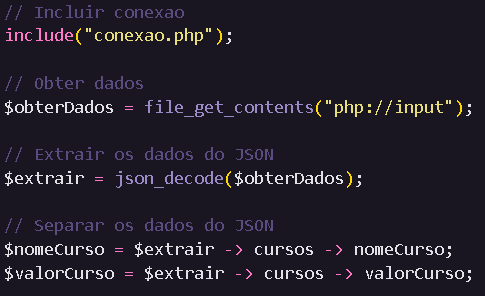 // Incluir conexao
include("conexao.php");
// Obter dados
$obterDados = file_get_contents("php://input");
// Extrair os dados do JSON
$extrair = json_decode($obterDados);
// Separar os dados do JSON
$nomeCurso = $extrair -> cursos -> nomeCurso;
$valorCurso = $extrair -> cursos -> valorCurso;